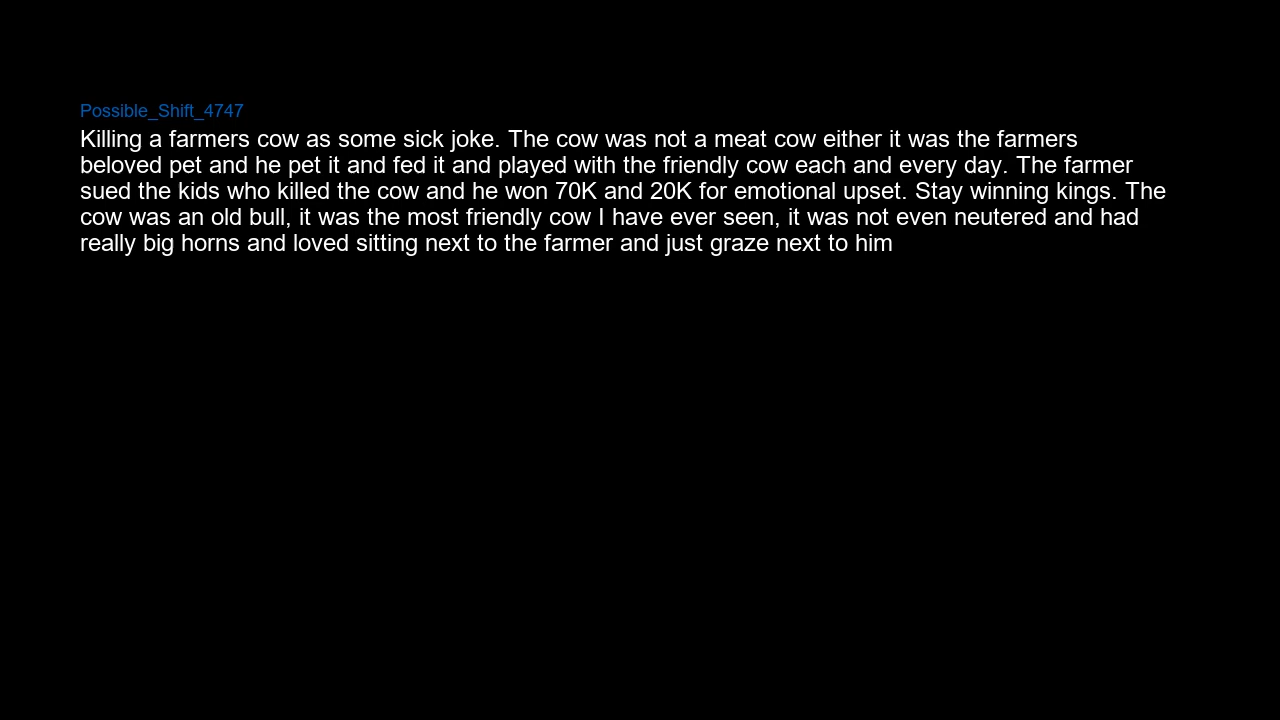 Possible_Shift_4747
Killing a farmers cow as some sick joke. The cow was not a meat cow either it was the farmers
beloved pet and he pet it and fed it and played with the friendly cow each and every day. The farmer
sued the kids who killed the cow and he won 70K and 20K for emotional upset. Stay winning kings. The
cow was an old bull, it was the most friendly cow I have ever seen, it was not even neutered and had
really big horns and loved sitting next to the farmer and just graze next to him